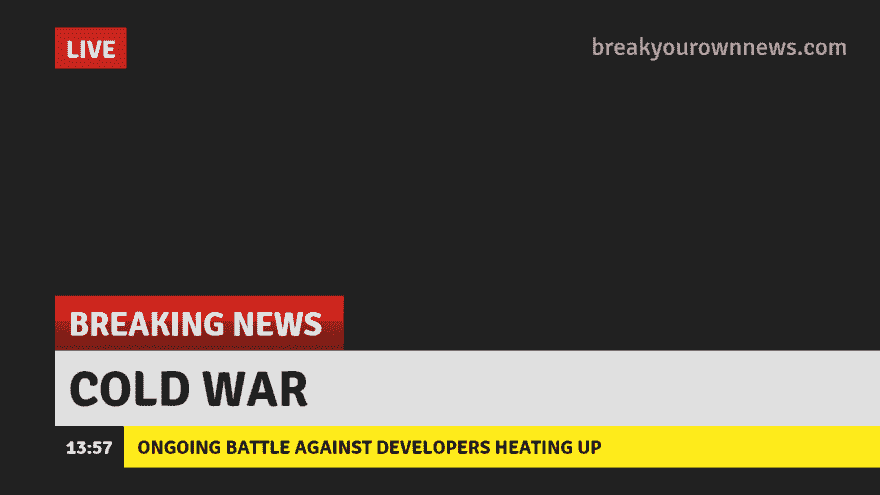 LIVE
breakyourownnews.com
BREAKING NEWS
COLD WAR
13:57 ONGOING BATTLE AGAINST DEVELOPERS HEATING UP